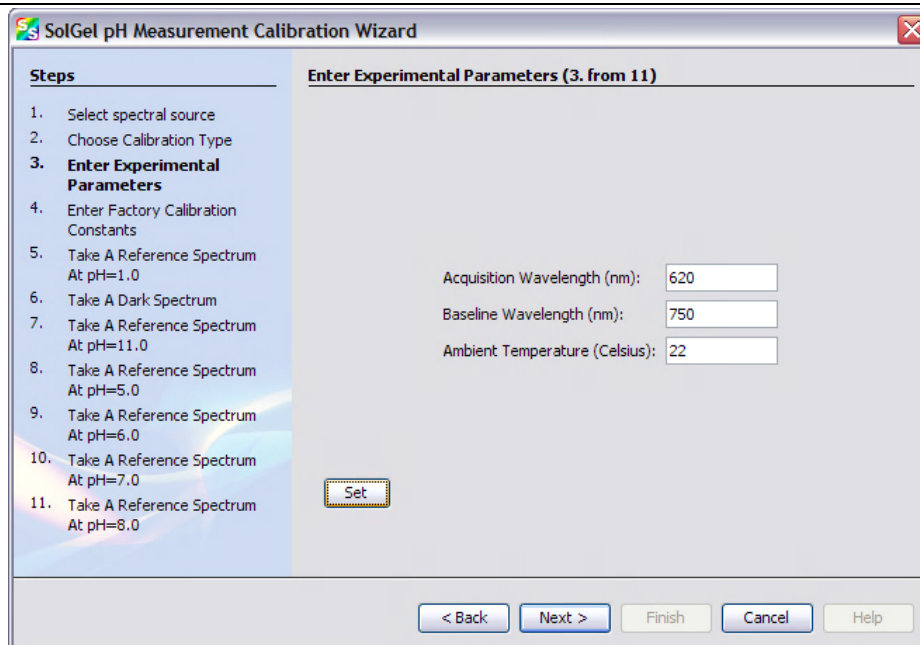 SolGel pH Measurement Calibration Wizard
Steps
1. Select spectral source
2. Choose Calibration Type
3. Enter Experimental
Parameters
4. Enter Factory Calibration
Constants
5. Take A Reference Spectrum
At pH=1.0
6. Take A Dark Spectrum
7. Take A Reference Spectrum
At pH=11.0
8. Take A Reference Spectrum
At pH=5.0
9. Take A Reference Spectrum
At pH=6.0
10. Take A Reference Spectrum
At pH=7.0
11. Take A Reference Spectrum
At pH=8.0
Enter Experimental Parameters (3. from 11)
Acquisition Wavelength (nm): 620
Baseline Wavelength (nm): 750
Ambient Temperature (Celsius): 22
Set
< Back Next > Finish Cancel Help